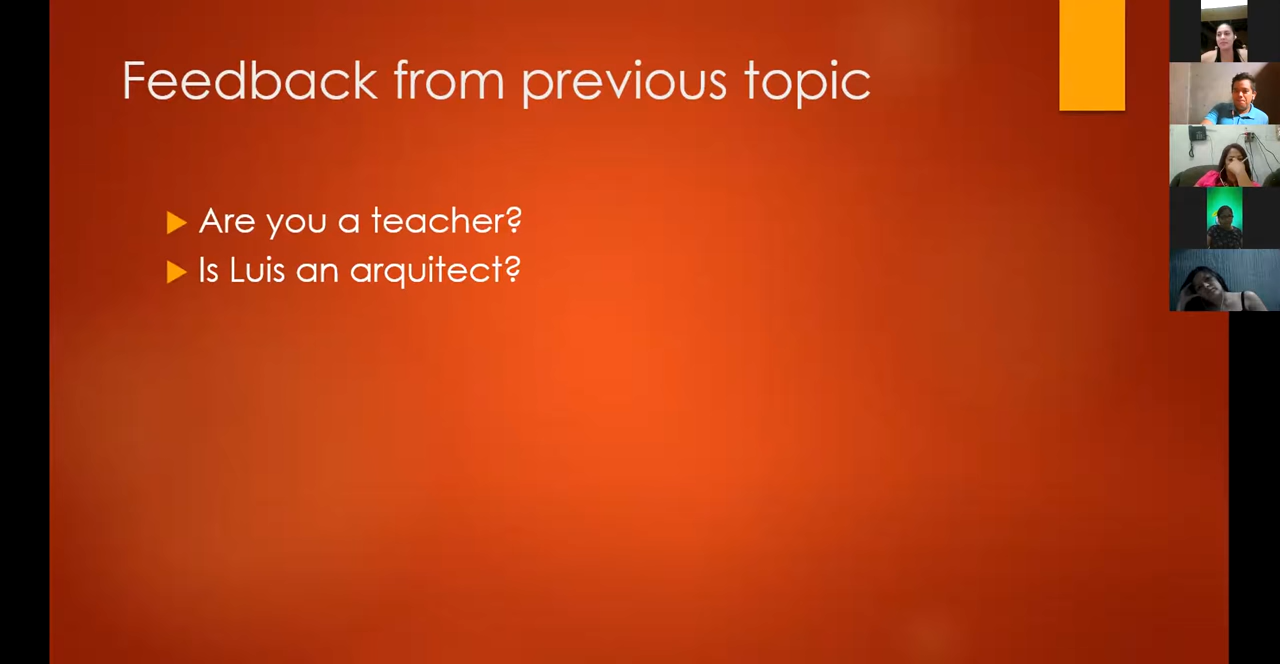 Feedback from previous topic
Are you a teacher?
Is Luis an arquitect?